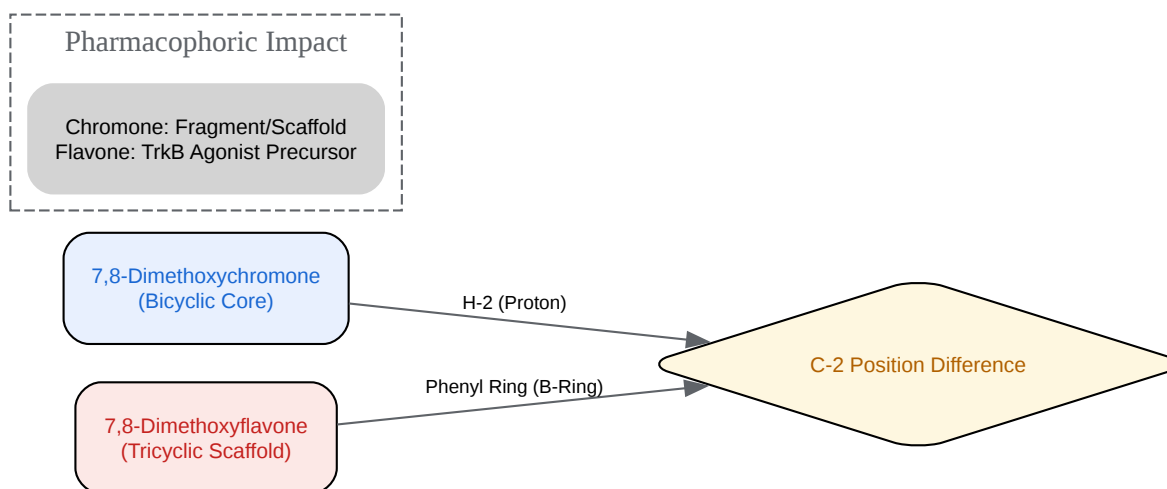 Pharmacophoric Impact
Chromone: Fragment/Scaffold
Flavone: TrkB Agonist Precursor
7,8-Dimethoxychromone
(Bicyclic Core)
H-2 (Proton)
C-2 Position Difference
Phenyl Ring (B-Ring)
7,8-Dimethoxyflavone
(Tricyclic Scaffold)